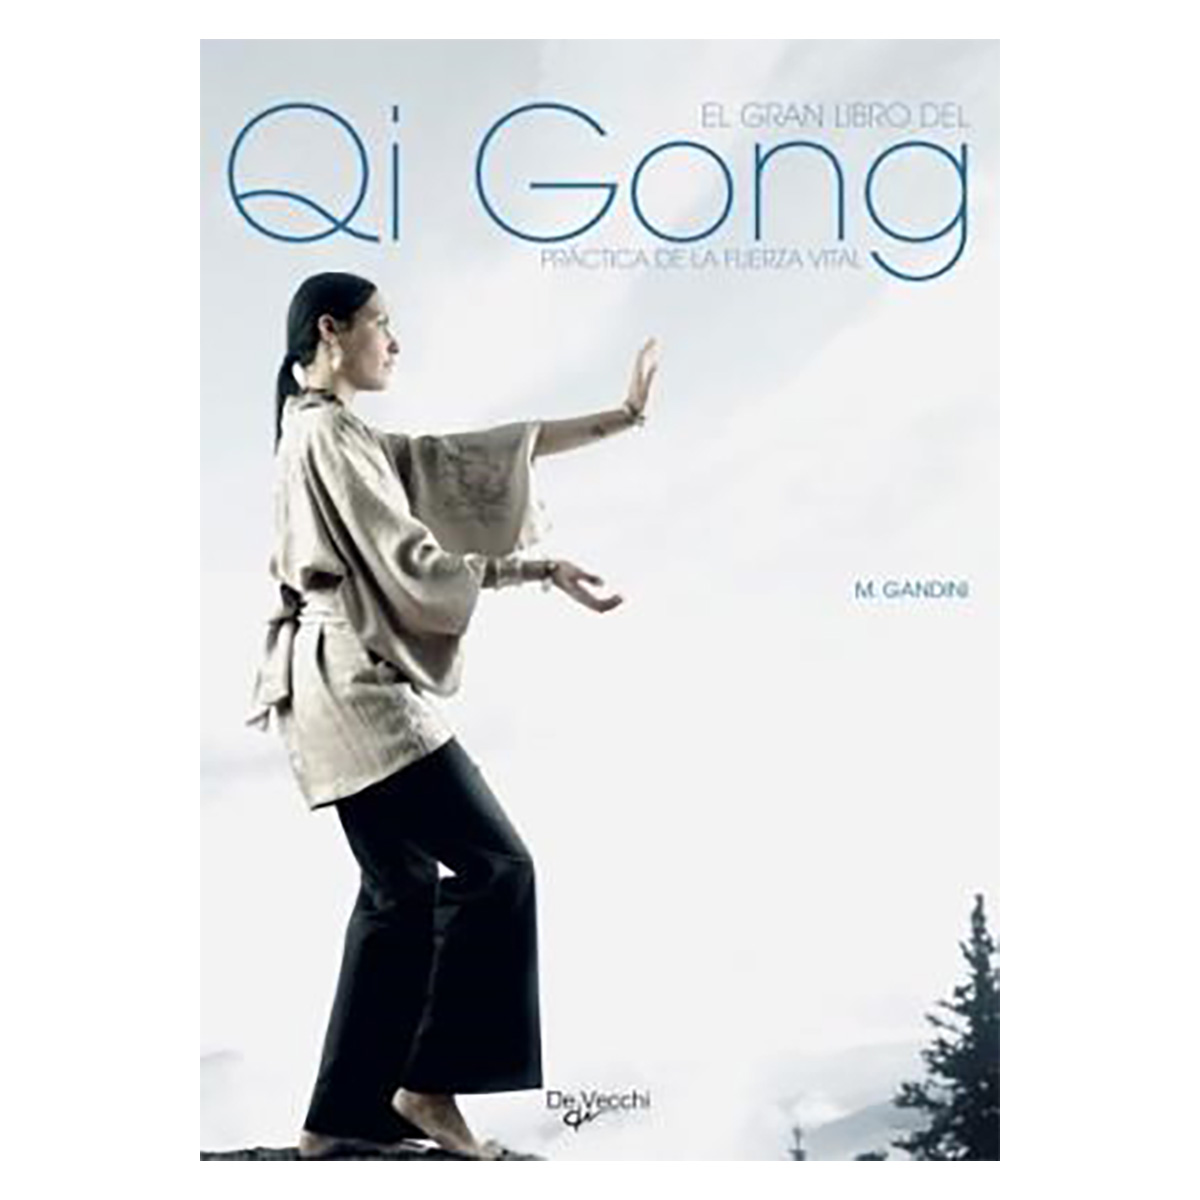 EL GRAN LIBRO DEL
Qi Gong
PRÁCTICA DE LA FUERZA VITAL
M. GANDINI
De Vecchi